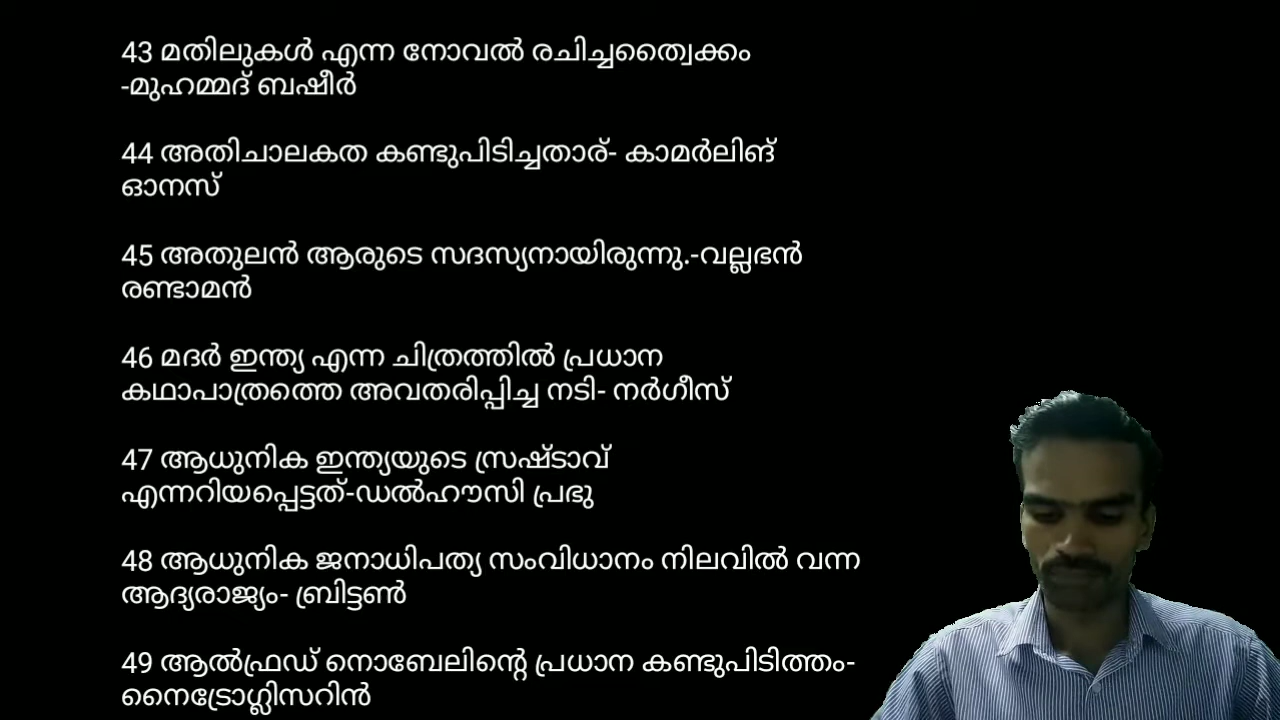 43 മതിലുകൾ എന്ന നോവൽ രചിച്ചത്വൈക്കം
-മുഹമ്മദ് ബഷീർ
44 അതിചാലകത കണ്ടുപിടിച്ചതാര്- കാമർലിങ്
ഓനസ്
45 അതുലൻ ആരുടെ സദസ്യനായിരുന്നു.-വല്ലഭൻ
രണ്ടാമൻ
46 മദർ ഇന്ത്യ എന്ന ചിത്രത്തിൽ പ്രധാന
കഥാപാത്രത്തെ അവതരിപ്പിച്ച നടി- നർഗീസ്
47 ആധുനിക ഇന്ത്യയുടെ സ്രഷ്ടാവ്
എന്നറിയപ്പെട്ടത്-ഡൽഹൗസി പ്രഭു
48 ആധുനിക ജനാധിപത്യ സംവിധാനം നിലവിൽ വന്ന
ആദ്യരാജ്യം- ബ്രിട്ടൺ
49 ആൽഫ്രഡ് നൊബേലിന്റെ പ്രധാന കണ്ടുപിടിത്തം-
നൈട്രോഗ്ലിസറിൻ